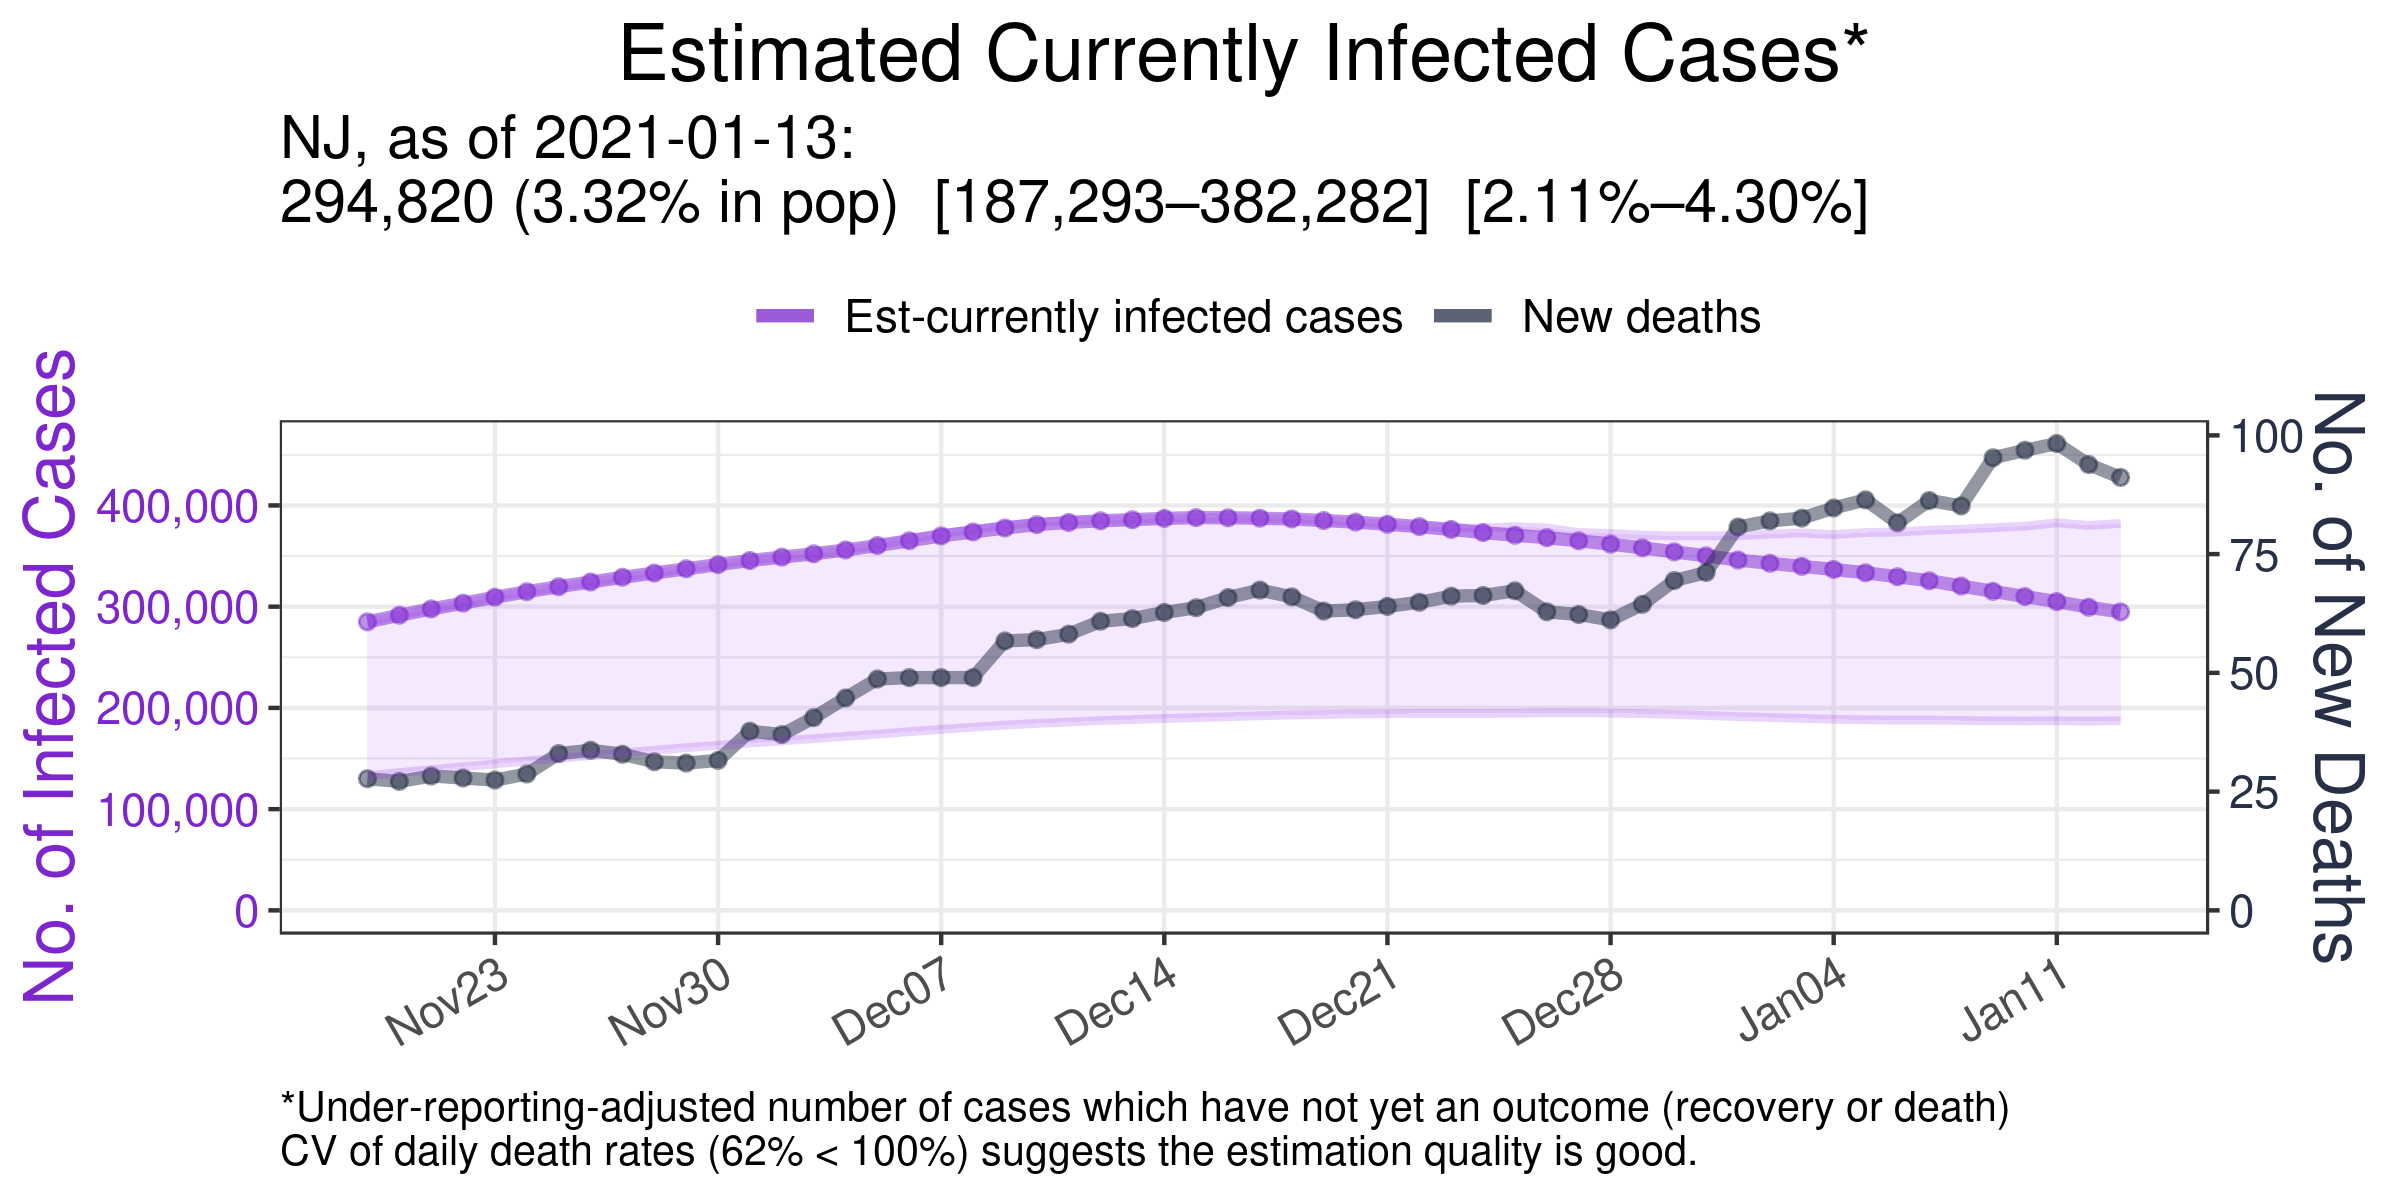 Estimated Currently Infected Cases*
NJ, as of 2021-01-13:
294,820 (3.32% in pop)  [187,293–382,282]  [2.11%–4.30%]
Est-currently infected cases
New deaths
No. of Infected Cases
400,000
300,000
200,000
100,000
0
100
75
50
25
0
No. of New Deaths
Nov23
Nov30
Dec07
Dec14
Dec21
Dec28
Jan04
Jan11
*Under-reporting-adjusted number of cases which have not yet an outcome (recovery or death)
CV of daily death rates (62% < 100%) suggests the estimation quality is good.